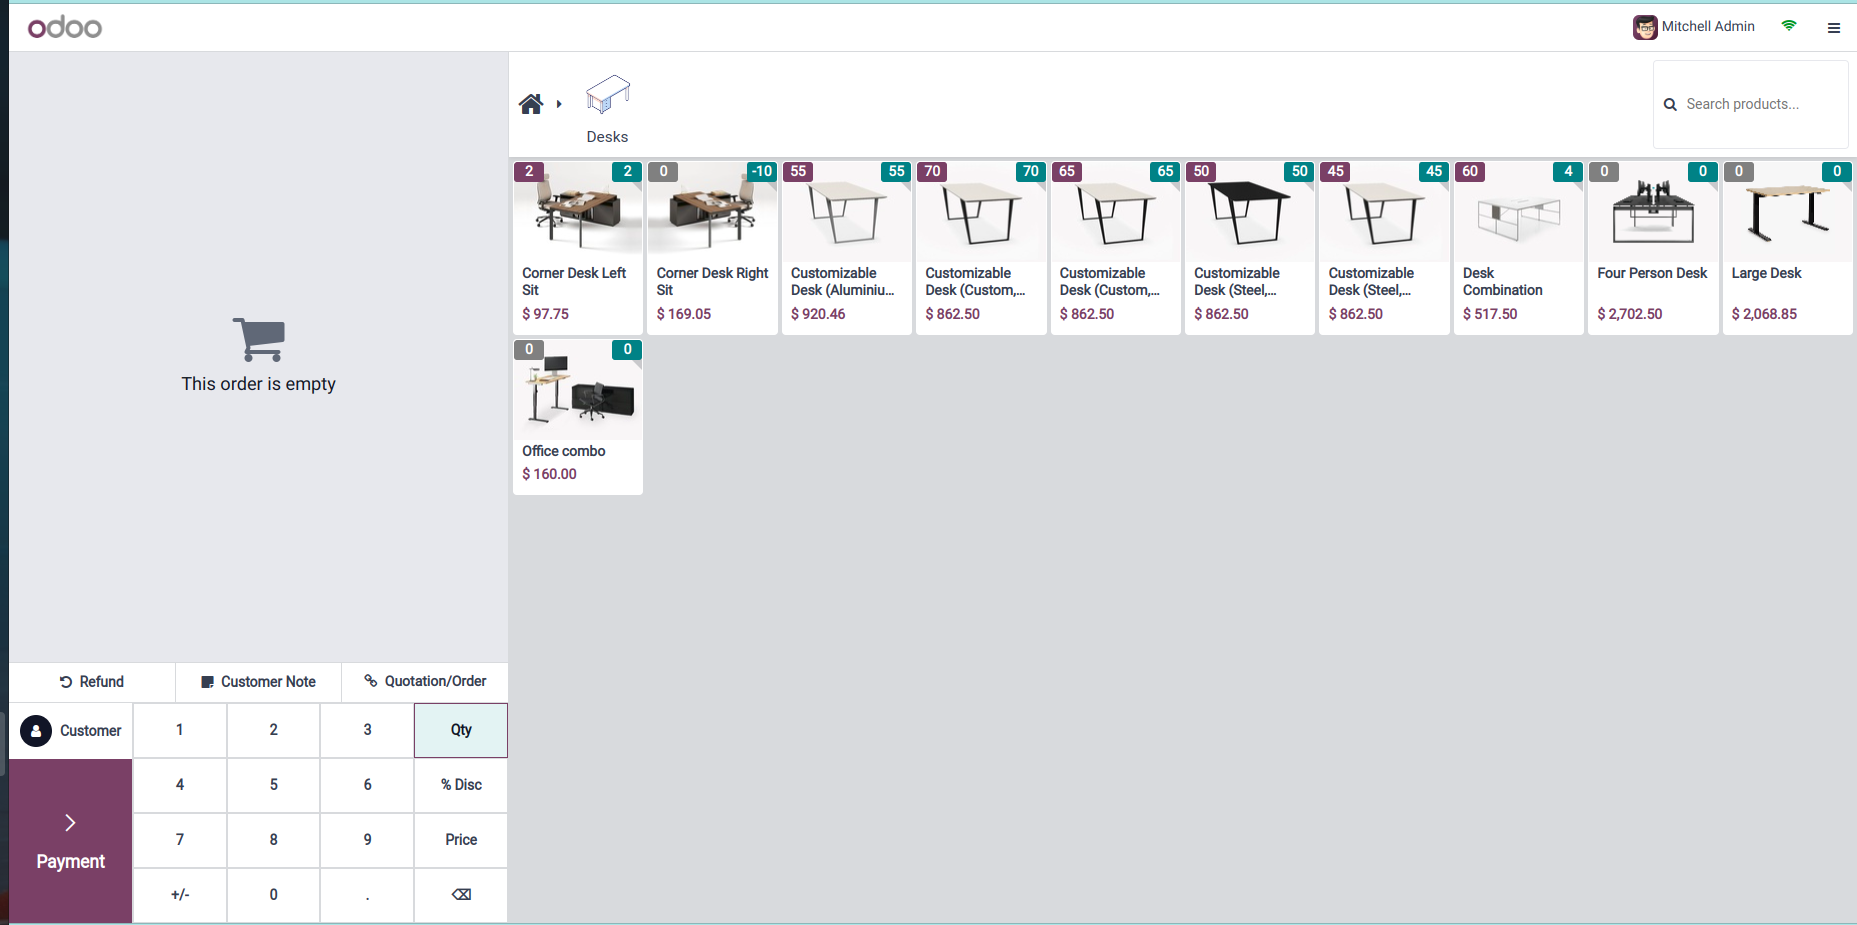 odoo
Mitchell Admin
Desks
Search products...
2 2
Corner Desk Left
Sit
$ 97.75
0 -10
Corner Desk Right
Sit
$ 169.05
55 55
Customizable
Desk (Aluminiu...
$ 920.46
70 70
Customizable
Desk (Custom,...
$ 862.50
65 65
Customizable
Desk (Custom,...
$ 862.50
50 50
Customizable
Desk (Steel,...
$ 862.50
45 45
Customizable
Desk (Steel,...
$ 862.50
60 4
Desk
Combination
$ 517.50
0 0
Four Person Desk
$ 2,702.50
0 0
Large Desk
$ 2,068.85
0 0
Office combo
$ 160.00
This order is empty
Refund Customer Note Quotation/Order
Customer 1 2 3 Qty
4 5 6 % Disc
7 8 9 Price
Payment
+/- 0 .